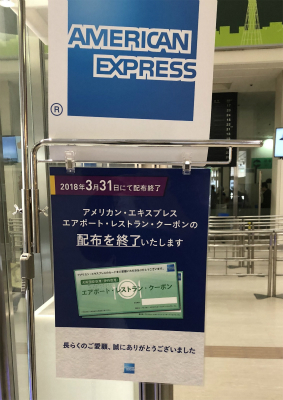 AMERICAN
EXPRESS
®
2018年3月31日にて配布終了
アメリカン・エキスプレス
エアポート・レストラン・クーポンの
配布を終了いたします
エアポート・レストラン・クーポン
長らくのご愛顧、誠にありがとうございました